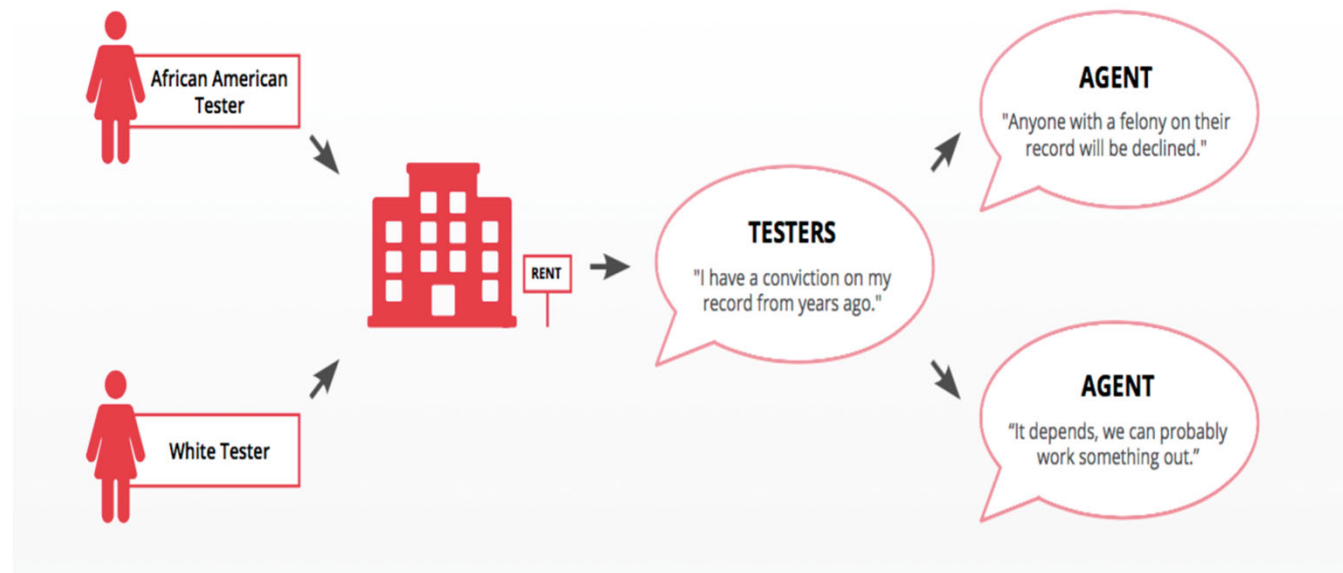 African American
Tester
White Tester
RENT
TESTERS
"I have a conviction on my
record from years ago."
AGENT
"Anyone with a felony on their
record will be declined."
AGENT
“It depends, we can probably
work something out.”